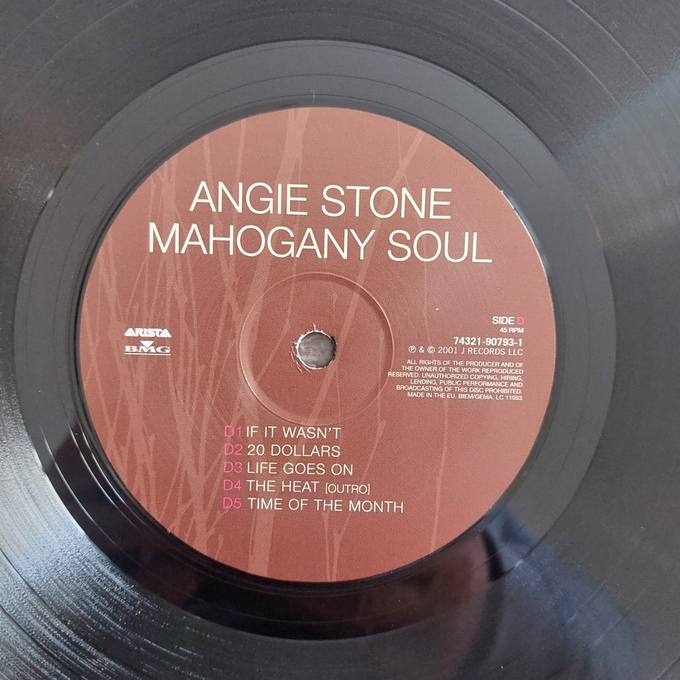 ANGIE STONE
MAHOGANY SOUL
ARISTA
BMG
SIDE D
45 RPM
74321-90793-1
℗ & © 2001 J RECORDS LLC
ALL RIGHTS OF THE PRODUCER AND OF
THE OWNER OF THE WORK REPRODUCED
RESERVED. UNAUTHORIZED COPYING, HIRING,
LENDING, PUBLIC PERFORMANCE AND
BROADCASTING OF THIS DISC PROHIBITED.
MADE IN THE EU. BIEM/GEMA. LC 11063
D1 IF IT WASN'T
D2 20 DOLLARS
D3 LIFE GOES ON
D4 THE HEAT [OUTRO]
D5 TIME OF THE MONTH